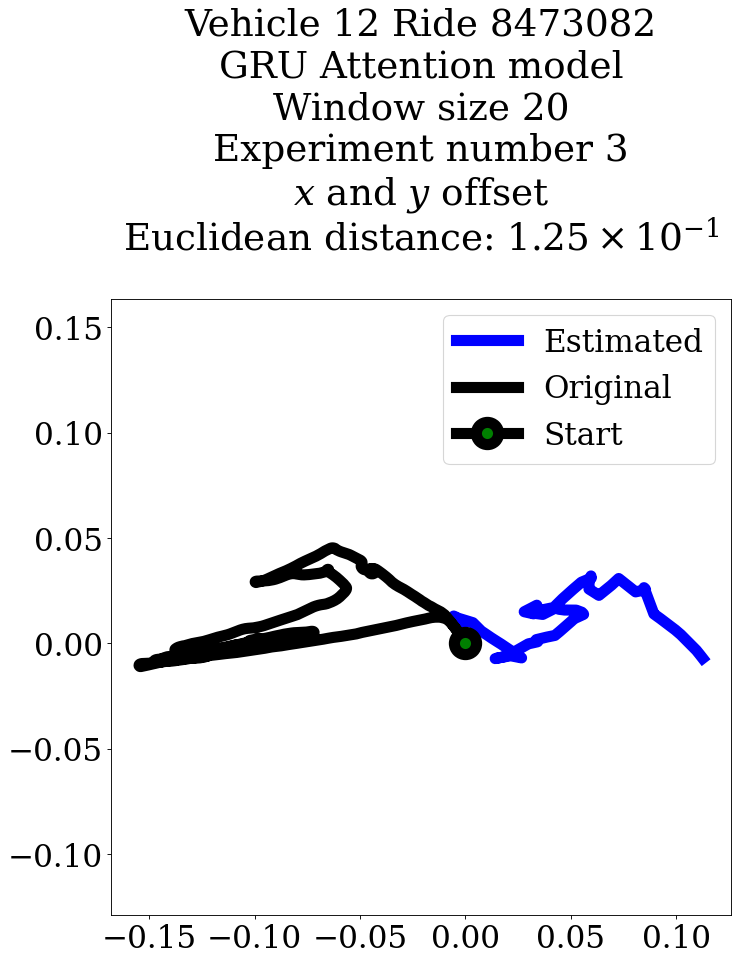 Vehicle 12 Ride 8473082
GRU Attention model
Window size 20
Experiment number 3
x and y offset
Euclidean distance: 1.25 × 10⁻¹
Estimated
Original
Start
0.15
0.10
0.05
0.00
−0.05
−0.10
−0.15 −0.10 −0.05 0.00 0.05 0.10